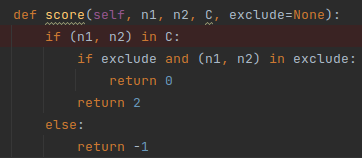 def score(self, n1, n2, C, exclude=None):
    if (n1, n2) in C:
        if exclude and (n1, n2) in exclude:
            return 0
        return 2
    else:
        return -1